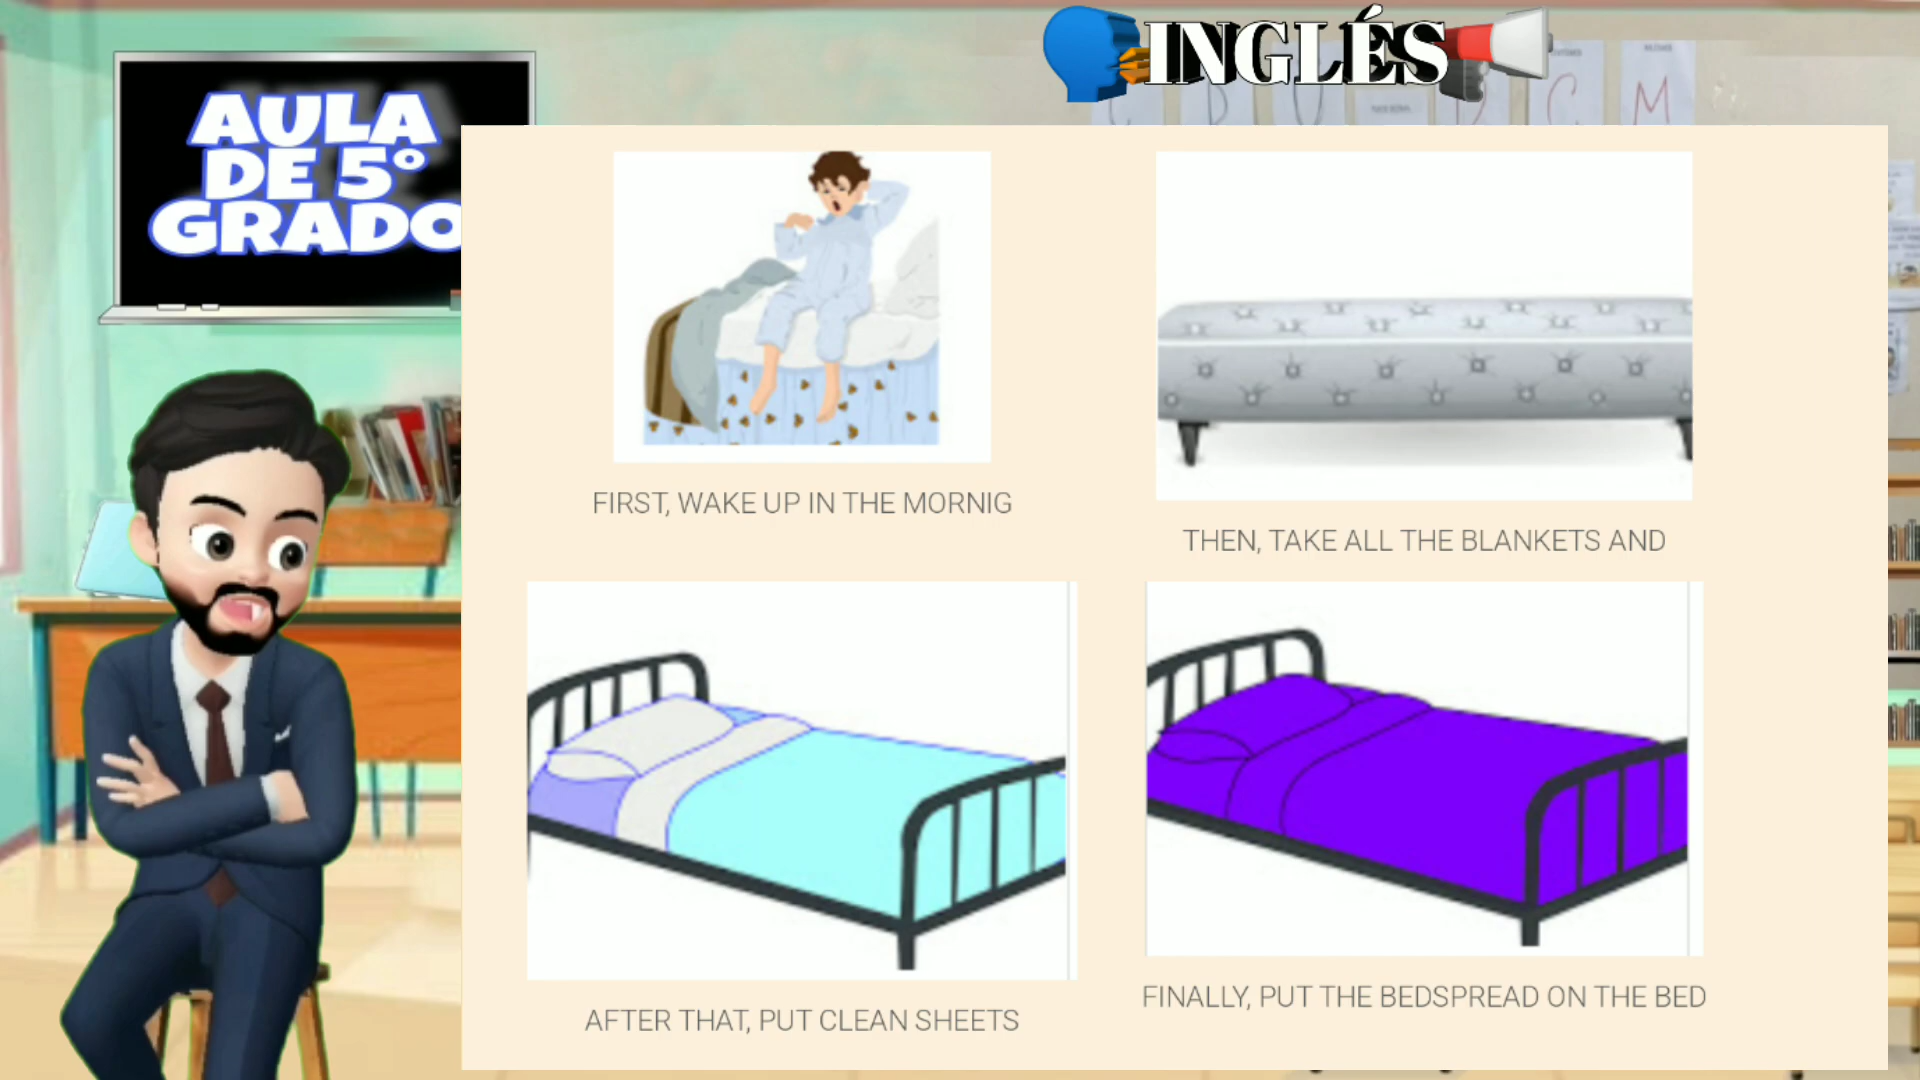 INGLÉS
AULA
DE 5º
GRADO
C D U
C M
FIRST, WAKE UP IN THE MORNIG
THEN, TAKE ALL THE BLANKETS AND
AFTER THAT, PUT CLEAN SHEETS
FINALLY, PUT THE BEDSPREAD ON THE BED